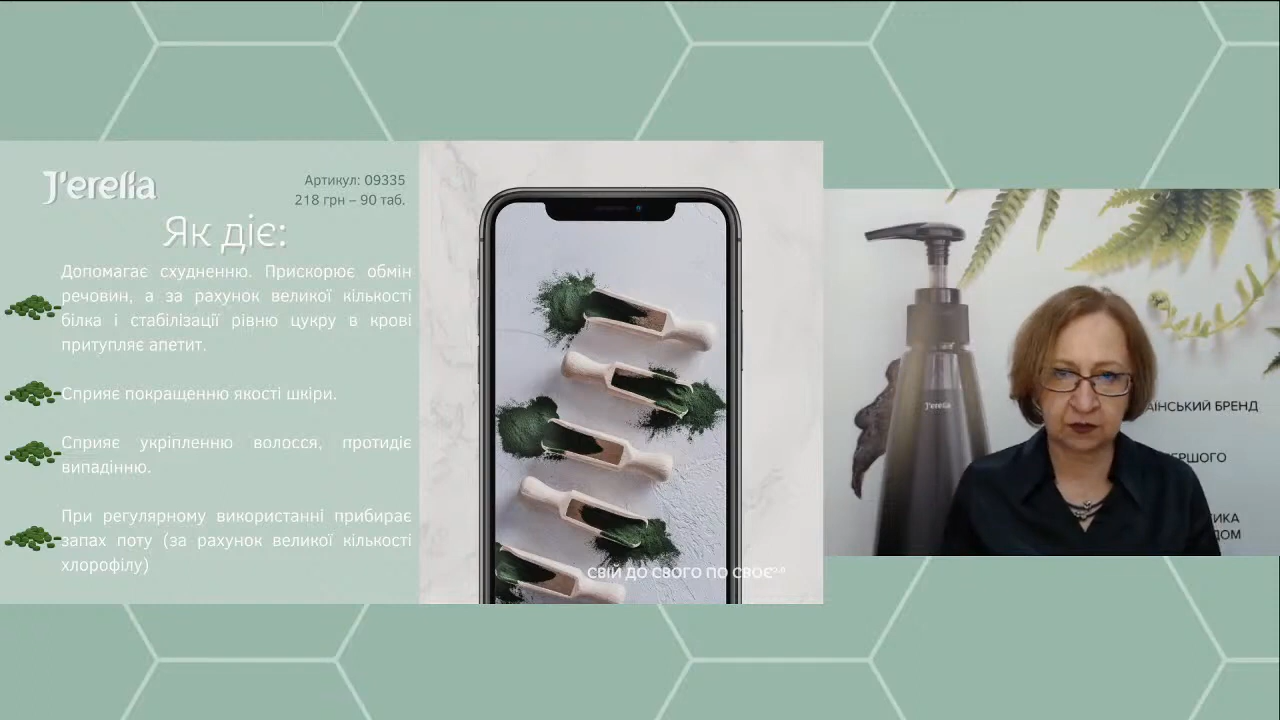 J'erelia
Артикул: 09335
218 грн – 90 таб.
Як діє:
Допомагає схудненню. Прискорює обмін
речовин, а за рахунок великої кількості
білка і стабілізації рівню цукру в крові
притупляє апетит.
Сприяє покращенню якості шкіри.
Сприяє укріпленню волосся, протидіє
випадінню.
При регулярному використанні прибирає
запах поту (за рахунок великої кількості
хлорофілу)
СВІЙ ДО СВОГО ПО СВОЄ
J'erelia
АЇНСЬКИЙ БРЕНД
ЕРШОГО
ИКА
ДОМ